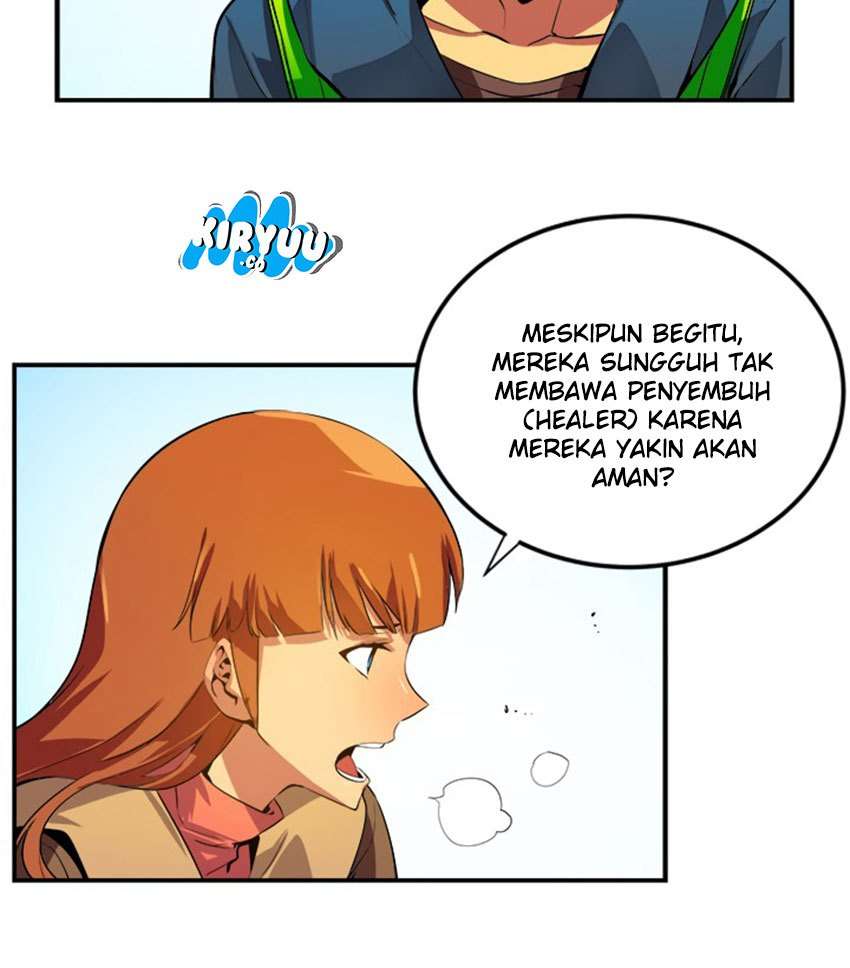 KIRYUU
.CO
MESKIPUN BEGITU,
MEREKA SUNGGUH TAK
MEMBAWA PENYEMBUH
(HEALER) KARENA
MEREKA YAKIN AKAN
AMAN?